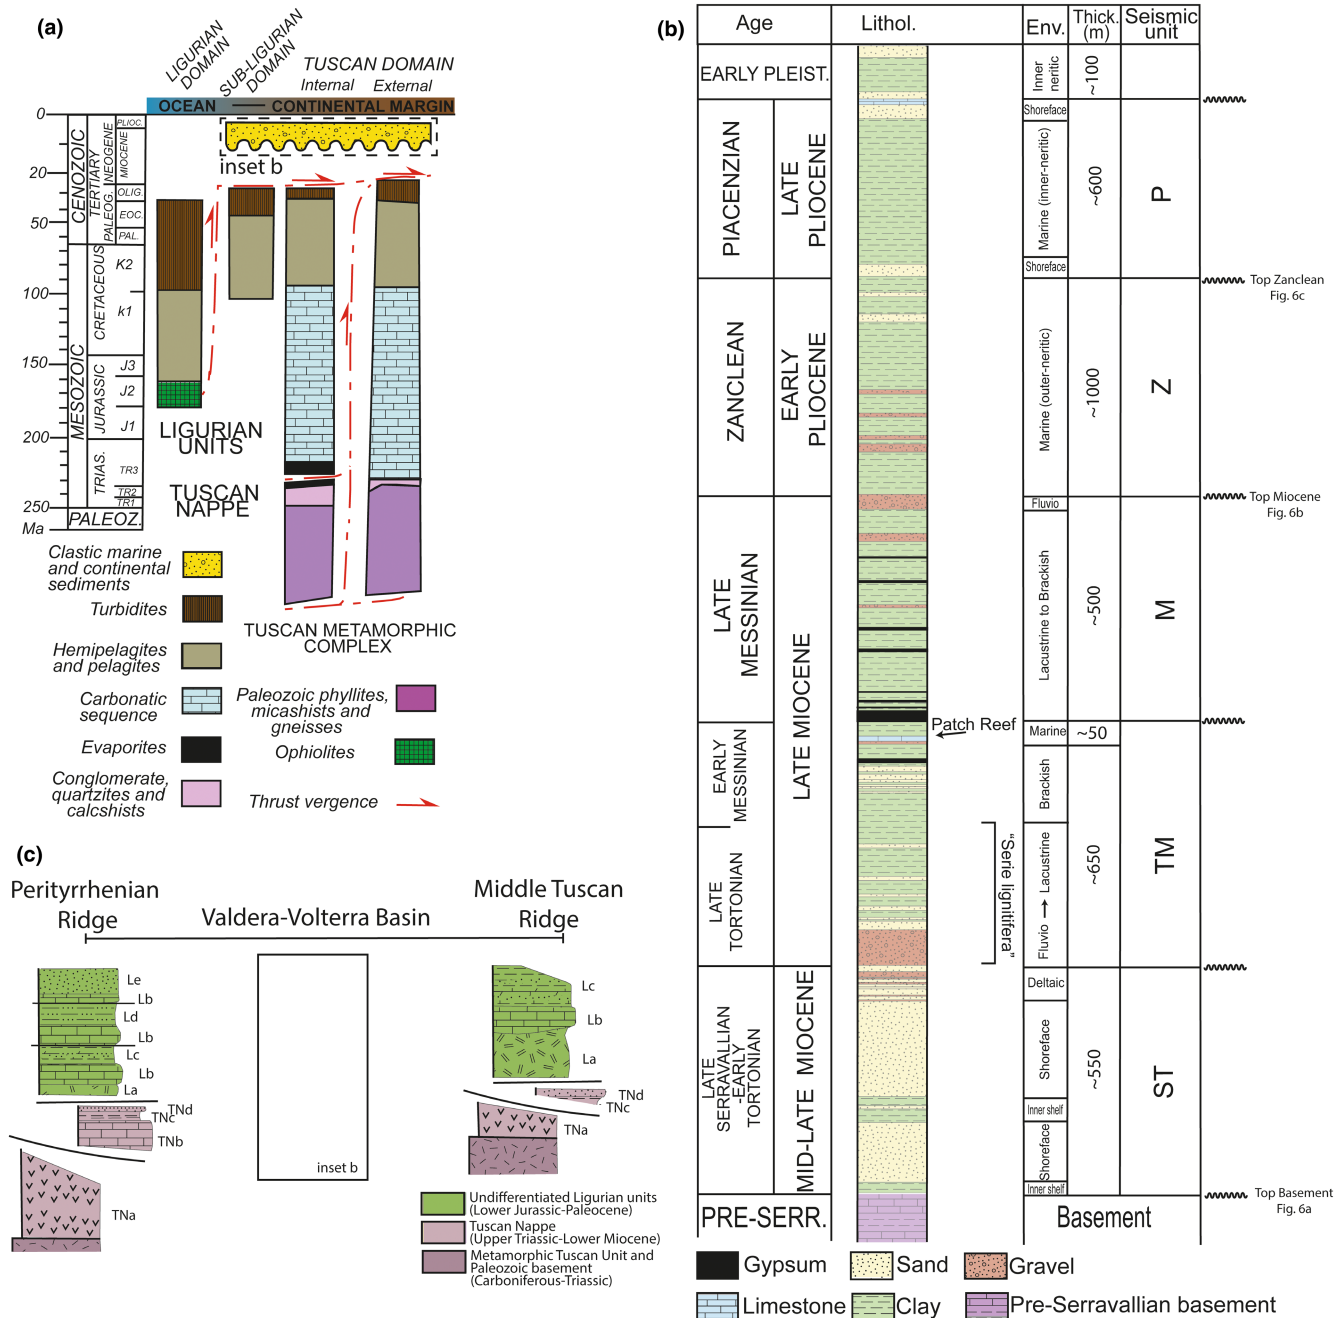 (a)
LIGURIAN
DOMAIN
SUB-LIGURIAN
DOMAIN
TUSCAN DOMAIN
Internal
External
OCEAN
CONTINENTAL MARGIN
0
20
50
100
150
200
250
Ma
CENOZOIC
MESOZOIC
PALEOZ.
TERTIARY
NEOGENE
PALEOG.
CRETACEOUS
JURASSIC
TRIAS.
PLIOC.
MIOCENE
OLIG.
EOC.
PAL.
K2
k1
J3
J2
J1
TR3
TR2
TR1
inset b
LIGURIAN
UNITS
TUSCAN
NAPPE
TUSCAN METAMORPHIC
COMPLEX
Clastic marine
and continental
sediments
Turbidites
Hemipelagites
and pelagites
Carbonatic
sequence
Evaporites
Conglomerate,
quartzites and
calcshists
Paleozoic phyllites,
micashists and
gneisses
Ophiolites
Thrust vergence
(b)
Age
Lithol.
Env.
Thick.
(m)
Seismic
unit
EARLY PLEIST.
Inner
neritic
~100
PIACENZIAN
LATE
PLIOCENE
Shoreface
Marine (inner-neritic)
Shoreface
~600
P
Top Zanclean
Fig. 6c
ZANCLEAN
EARLY
PLIOCENE
Marine (outer-neritic)
~1000
Z
Top Miocene
Fig. 6b
LATE
MESSINIAN
LATE MIOCENE
Fluvio
Lacustrine to Brackish
~500
M
Patch Reef
EARLY
MESSINIAN
Marine
~50
Brackish
LATE
TORTONIAN
"Serie lignitifera"
Fluvio → Lacustrine
~650
TM
LATE
SERRAVALLIAN
-EARLY
TORTONIAN
MID-LATE MIOCENE
Deltaic
Shoreface
Inner shelf
Shoreface
Inner shelf
~550
ST
Top Basement
Fig. 6a
PRE-SERR.
Basement
Gypsum
Sand
Gravel
Limestone
Clay
Pre-Serravallian basement
(c)
Perityrrhenian
Ridge
Valdera-Volterra Basin
Middle Tuscan
Ridge
Le
Lb
Ld
Lb
Lc
Lb
La
TNd
TNc
TNb
TNa
inset b
Lc
Lb
La
TNd
TNc
TNa
Undifferentiated Ligurian units
(Lower Jurassic-Paleocene)
Tuscan Nappe
(Upper Triassic-Lower Miocene)
Metamorphic Tuscan Unit and
Paleozoic basement
(Carboniferous-Triassic)